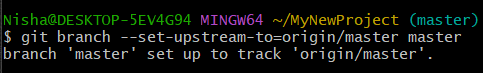 Nisha@DESKTOP-5EV4G94 MINGW64 ~/MyNewProject (master)
$ git branch --set-upstream-to=origin/master master
branch 'master' set up to track 'origin/master'.